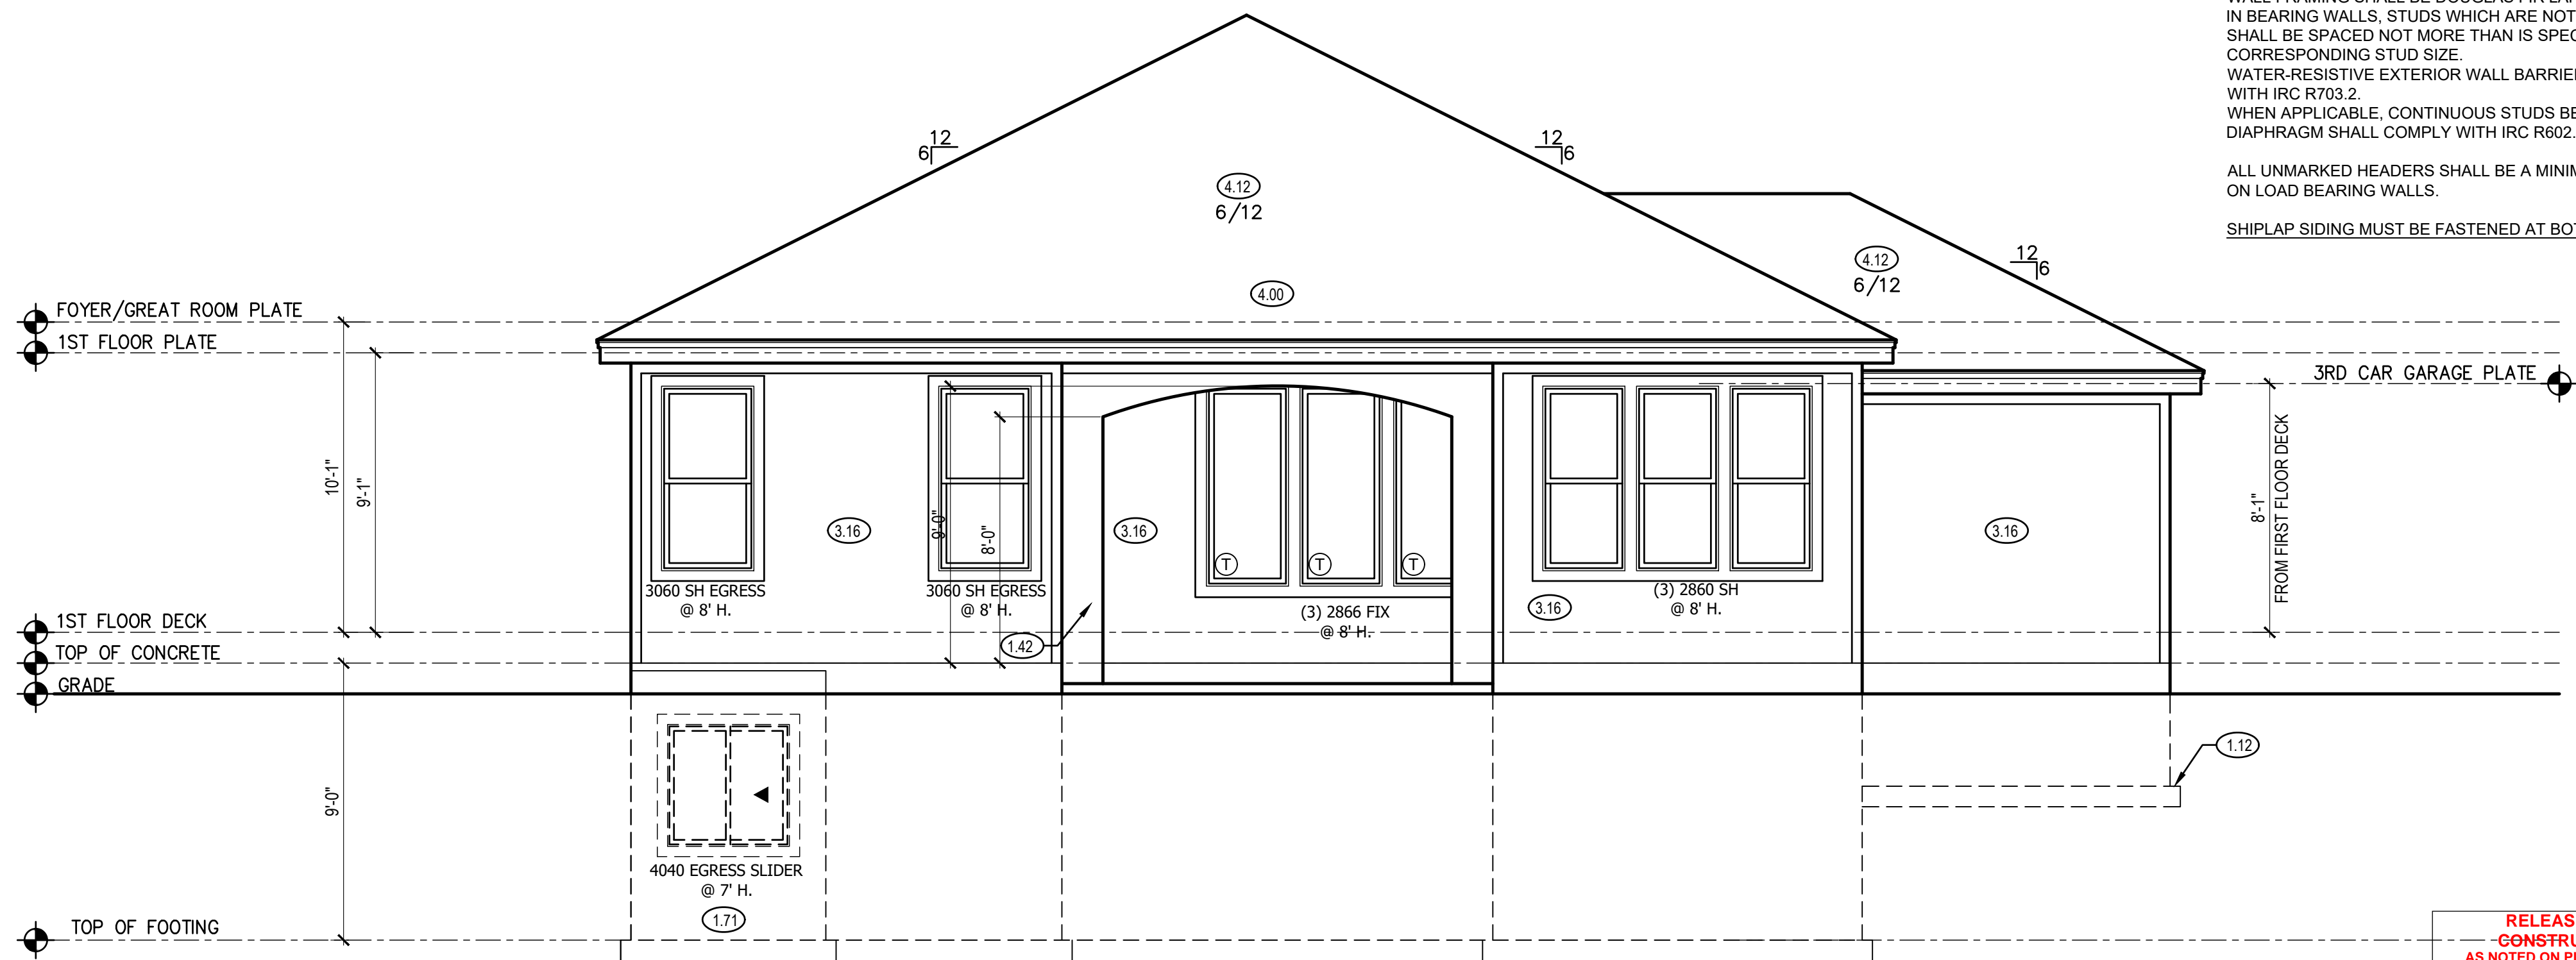 IN BEARING WALLS, STUDS WHICH ARE NOT
SHALL BE SPACED NOT MORE THAN IS SPEC
CORRESPONDING STUD SIZE.
WATER-RESISTIVE EXTERIOR WALL BARRIE
WITH IRC R703.2.
WHEN APPLICABLE, CONTINUOUS STUDS BE
DIAPHRAGM SHALL COMPLY WITH IRC R602.
ALL UNMARKED HEADERS SHALL BE A MINIM
ON LOAD BEARING WALLS.
SHIPLAP SIDING MUST BE FASTENED AT BOT
12
6
12
6
4.12
6/12
12
6
4.12
6/12
4.00
FOYER/GREAT ROOM PLATE
1ST FLOOR PLATE
3RD CAR GARAGE PLATE
10'-1"
9'-1"
9'-0"
8'-0"
8'-1"
FROM FIRST FLOOR DECK
3.16
3.16
3.16
T
T
T
3060 SH EGRESS
@ 8' H.
3060 SH EGRESS
@ 8' H.
(3) 2866 FIX
@ 8' H.
(3) 2860 SH
@ 8' H.
3.16
1.42
1ST FLOOR DECK
TOP OF CONCRETE
GRADE
1.12
9'-0"
4040 EGRESS SLIDER
@ 7' H.
1.71
TOP OF FOOTING
RELEAS
CONSTRU
AS NOTED ON P